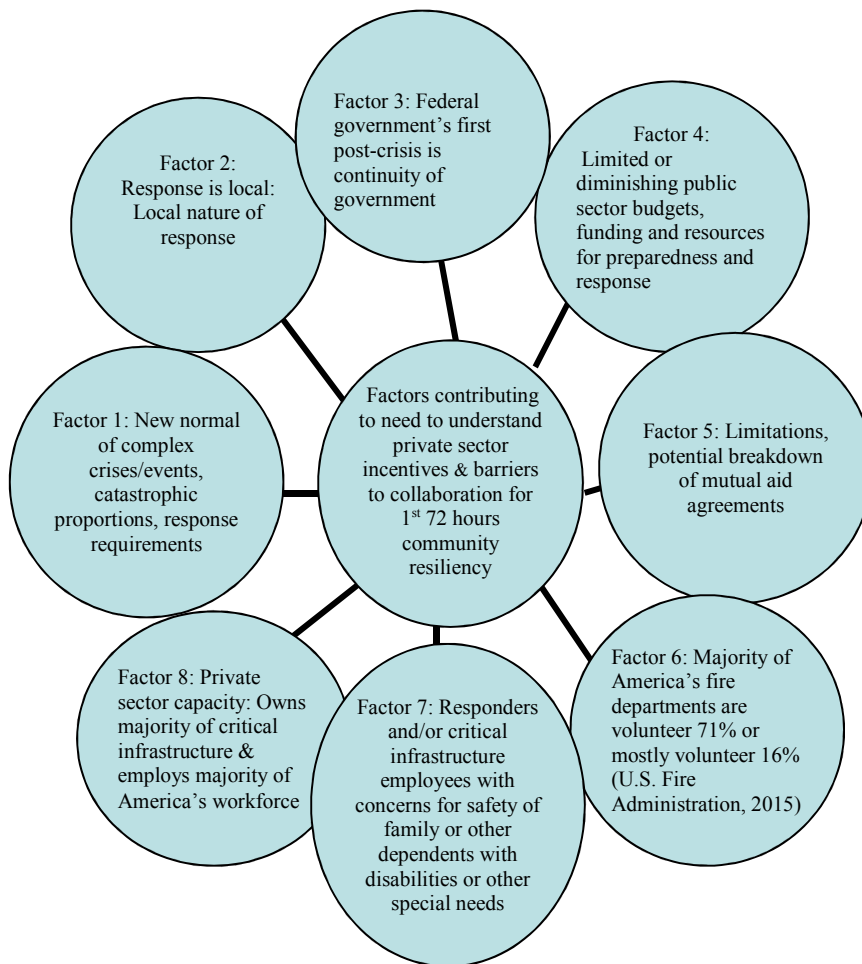 Factor 3: Federal
government’s first
post-crisis is
continuity of
government
Factor 4:
Limited or
diminishing public
sector budgets,
funding and resources
for preparedness and
response
Factor 2:
Response is local:
Local nature of
response
Factors contributing
to need to understand
private sector
incentives & barriers
to collaboration for
1st 72 hours
community
resiliency
Factor 1: New normal
of complex
crises/events,
catastrophic
proportions, response
requirements
Factor 5: Limitations,
potential breakdown
of mutual aid
agreements
Factor 6: Majority of
America’s fire
departments are
volunteer 71% or
mostly volunteer 16%
(U.S. Fire
Administration, 2015)
Factor 8: Private
sector capacity: Owns
majority of critical
infrastructure &
employs majority of
America’s workforce
Factor 7: Responders
and/or critical
infrastructure
employees with
concerns for safety of
family or other
dependents with
disabilities or other
special needs